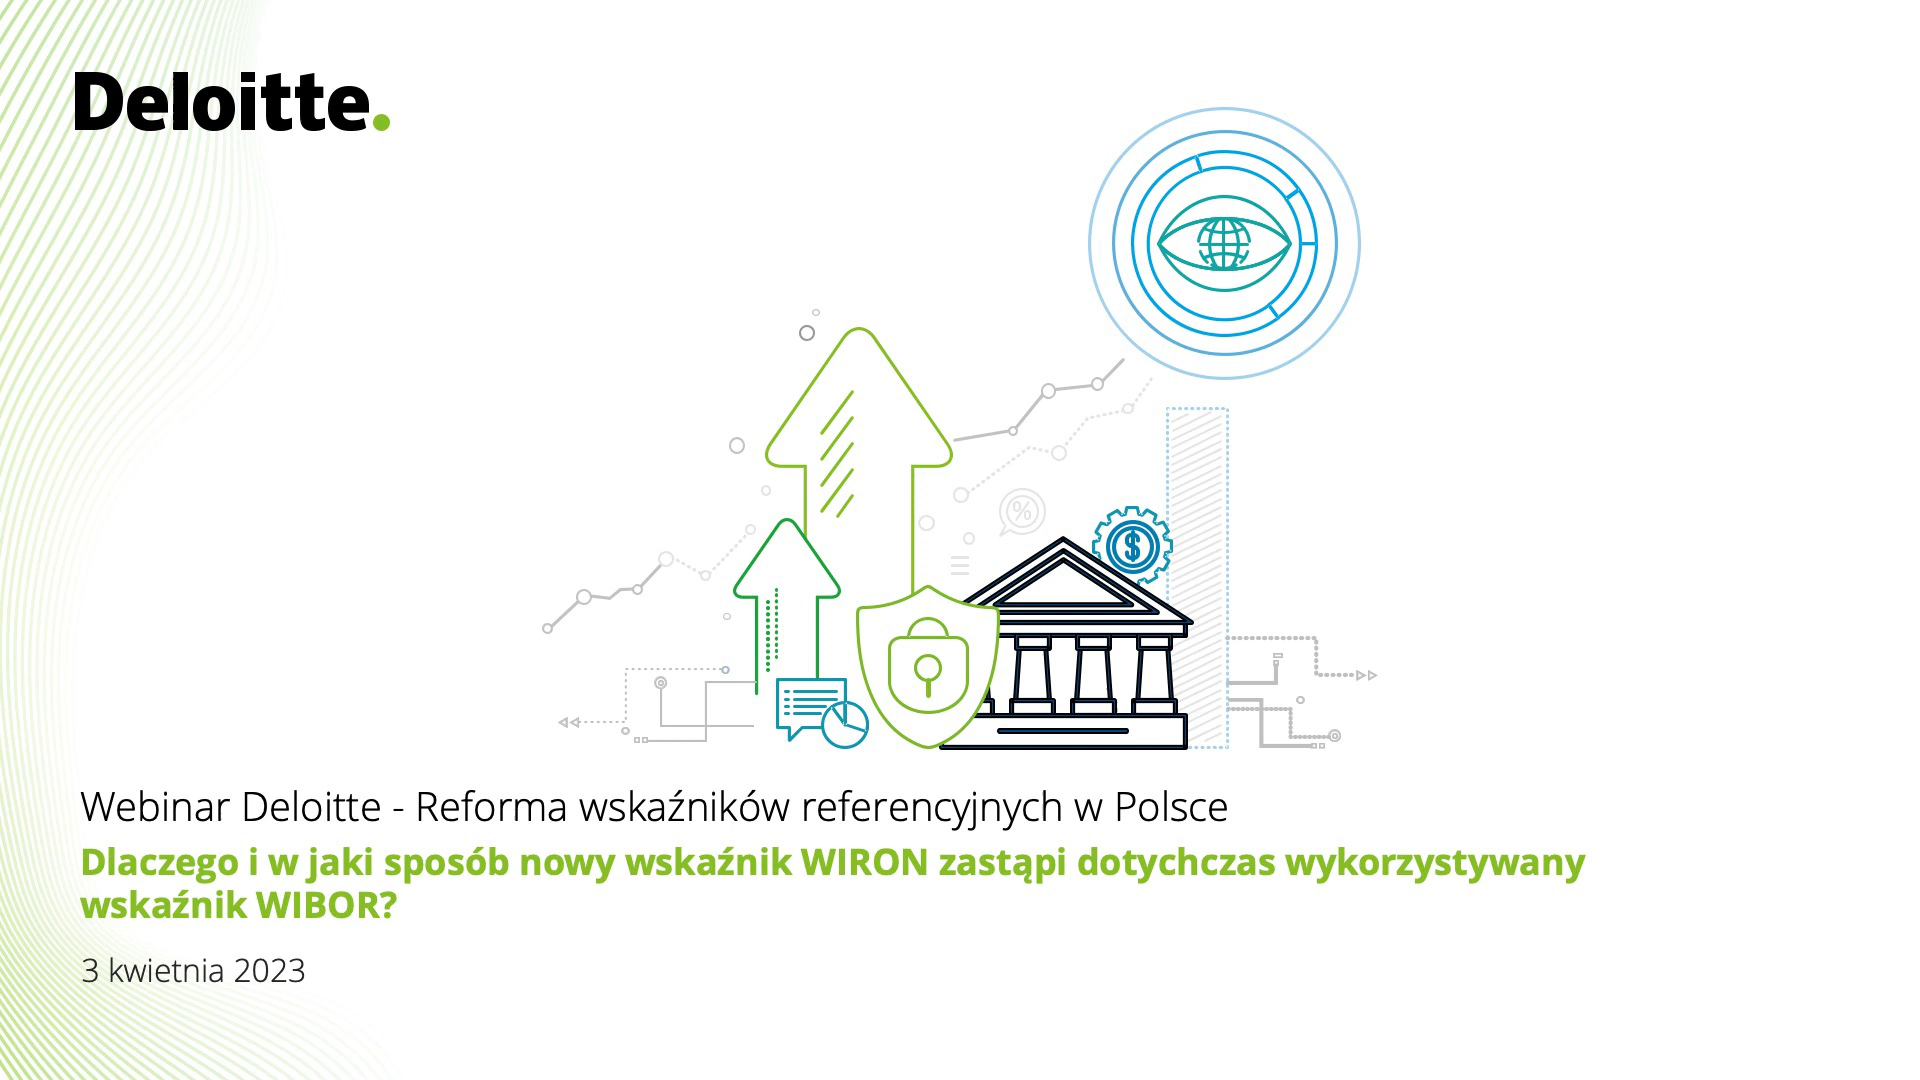 Deloitte.
%
$
Webinar Deloitte - Reforma wskaźników referencyjnych w Polsce
Dlaczego i w jaki sposób nowy wskaźnik WIRON zastąpi dotychczas wykorzystywany
wskaźnik WIBOR?
3 kwietnia 2023